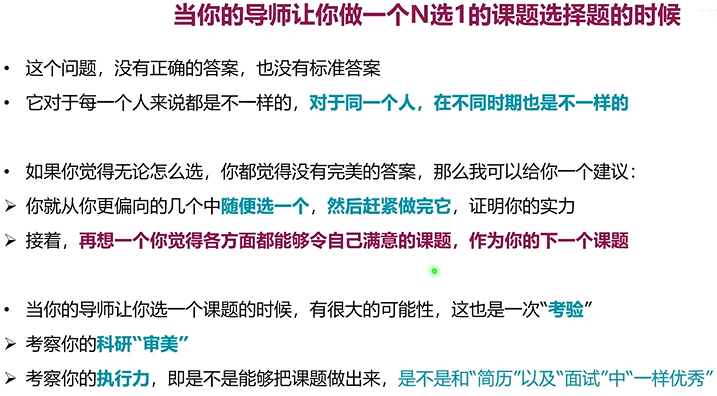 当你的导师让你做一个N选1的课题选择题的时候
• 这个问题，没有正确的答案，也没有标准答案
• 它对于每一个人来说都是不一样的，对于同一个人，在不同时期也是不一样的
• 如果你觉得无论怎么选，你都觉得没有完美的答案，那么我可以给你一个建议：
➢ 你就从你更偏向的几个中随便选一个，然后赶紧做完它，证明你的实力
➢ 接着，再想一个你觉得各方面都能够令自己满意的课题，作为你的下一个课题
• 当你的导师让你选一个课题的时候，有很大的可能性，这也是一次“考验”
➢ 考察你的科研“审美”
➢ 考察你的执行力，即是不是能够把课题做出来，是不是和“简历”以及“面试”中“一样优秀”